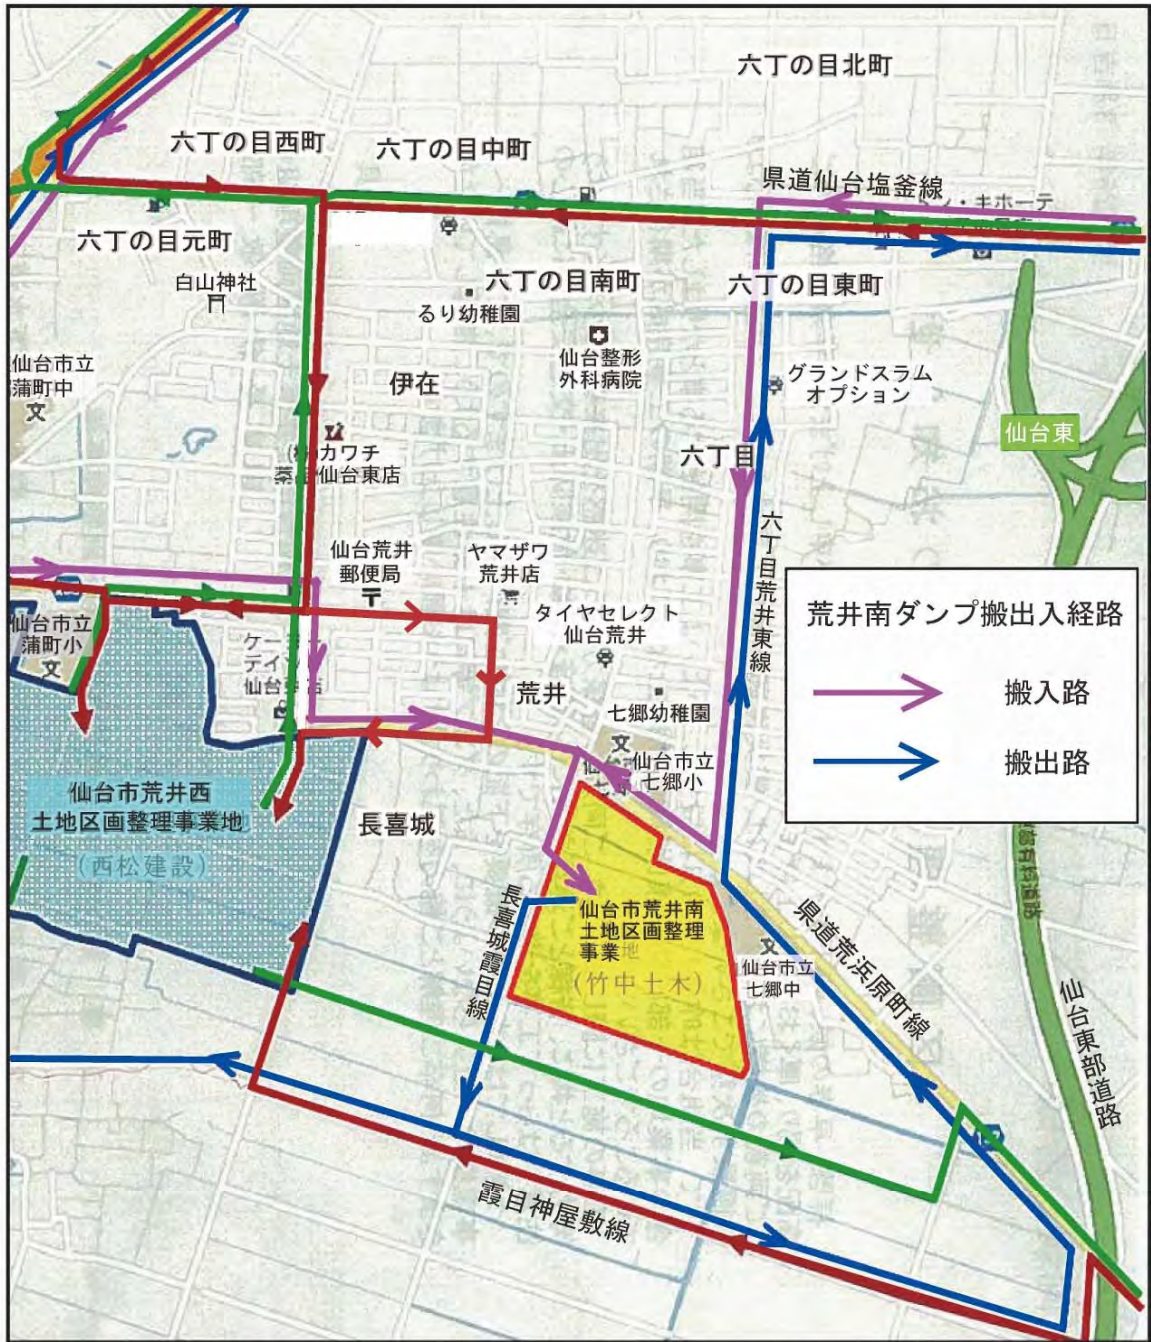 六丁の目北町
六丁の目西町
六丁の目中町
県道仙台塩釜線
ン・キホーテ
六丁の目元町
白山神社
六丁の目南町
六丁の目東町
るり幼稚園
仙台市立
蒲町中
仙台整形
外科病院
グランドスラム
オプション
伊在
仙台東
カワチ
仙台東店
六丁目
六丁目荒井東線
仙台荒井
郵便局
ヤマザワ
荒井店
タイヤセレクト
仙台荒井
荒井南ダンプ搬出入経路
搬入路
搬出路
仙台市立
蒲町小
荒井
七郷幼稚園
仙台市立
七郷小
仙台市荒井西
土地区画整理事業地
(西松建設)
長喜城
長喜城霞目線
仙台市荒井南
土地区画整理
事業地
(竹中土木)
仙台市立
七郷中
県道荒浜原町線
仙台東部道路
霞目神屋敷線